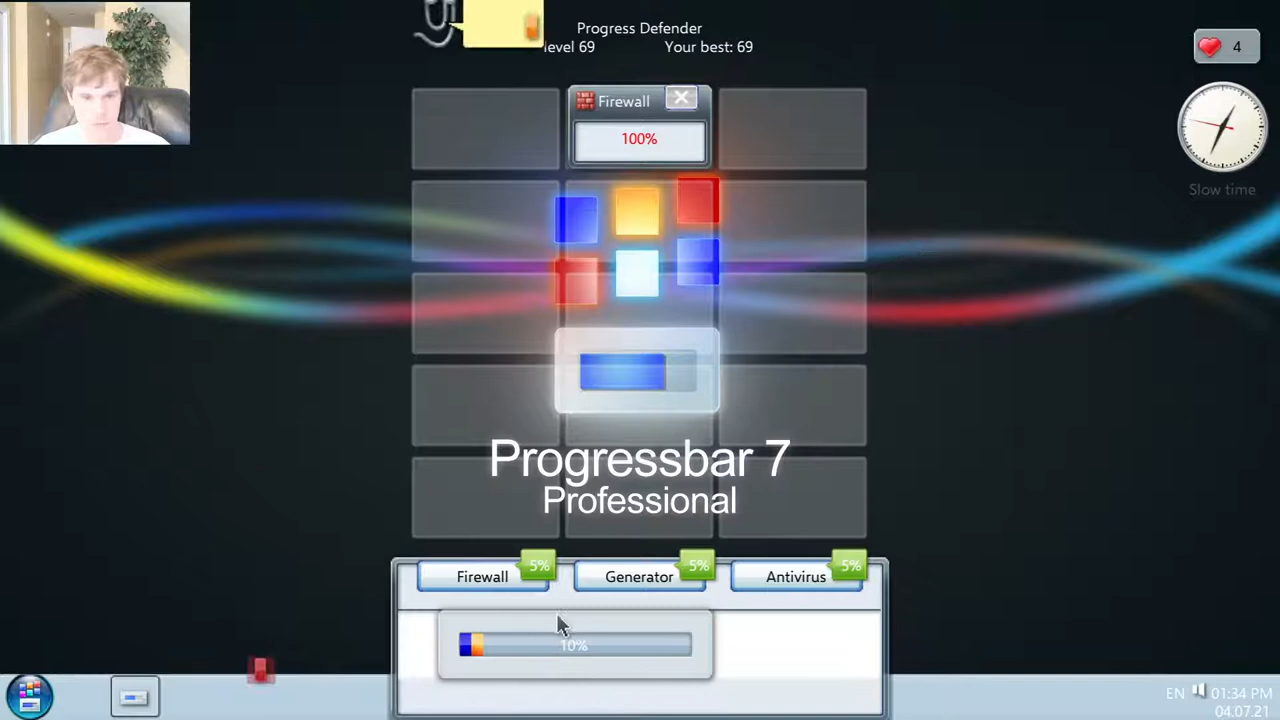 Progress Defender
level 69 Your best: 69
4
Firewall
100%
Slow time
Progressbar 7
Professional
Firewall 5% Generator 5% Antivirus 5%
10%
EN 01:34 PM
04.07.21